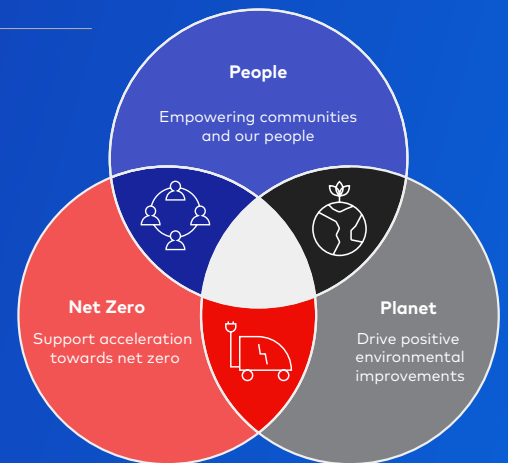 People
Empowering communities
and our people
Net Zero
Support acceleration
towards net zero
Planet
Drive positive
environmental
improvements